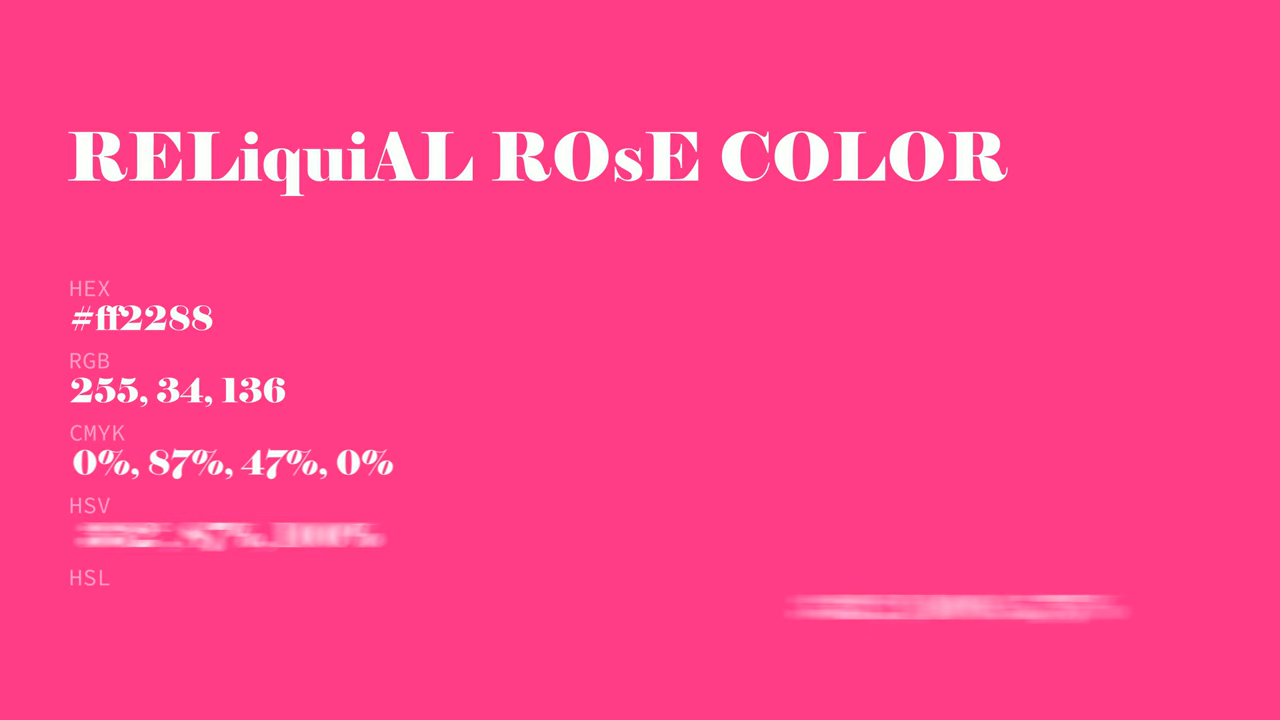 RELiquiAL ROsE COLOR
HEX
#ff2288
RGB
255, 34, 136
CMYK
0%, 87%, 47%, 0%
HSV
HSL